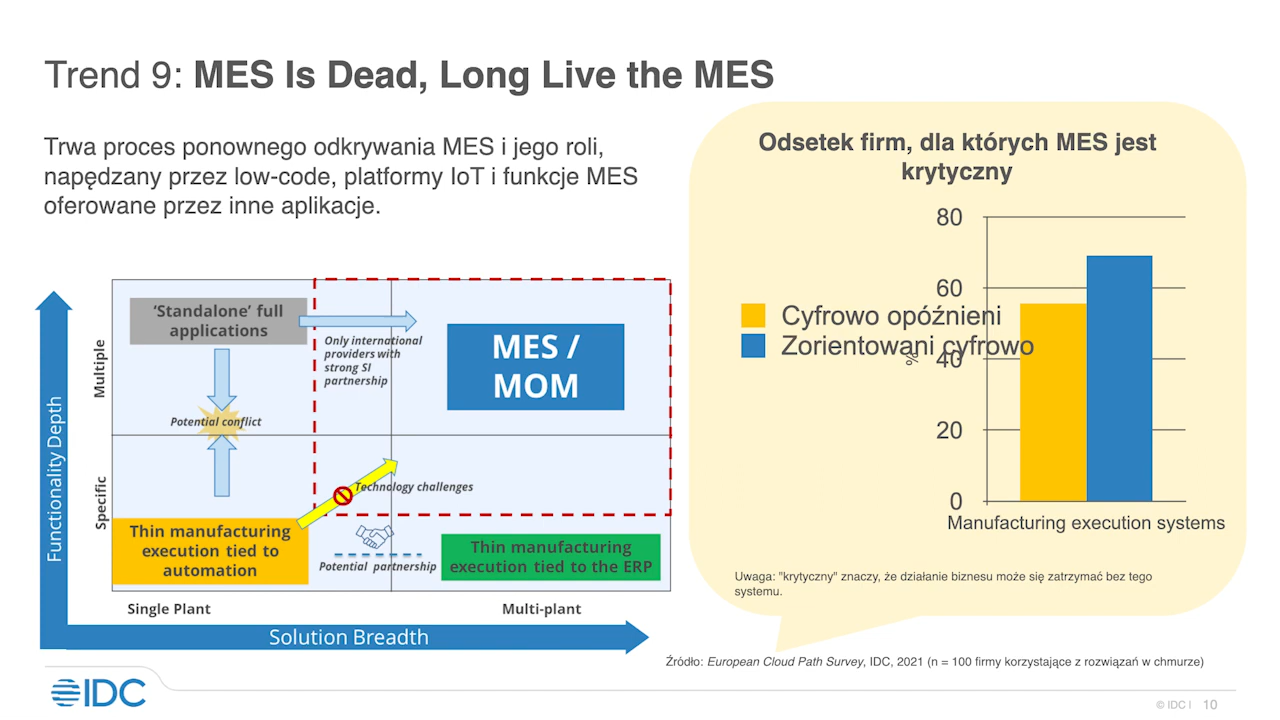 Trend 9: MES Is Dead, Long Live the MES
Trwa proces ponownego odkrywania MES i jego roli,
napędzany przez low-code, platformy IoT i funkcje MES
oferowane przez inne aplikacje.
Functionality Depth
Multiple
Specific
'Standalone' full
applications
Only international
providers with
strong SI
partnership
MES /
MOM
Potential conflict
Technology challenges
Thin manufacturing
execution tied to
automation
Potential partnership
Thin manufacturing
execution tied to the ERP
Single Plant
Multi-plant
Solution Breadth
Odsetek firm, dla których MES jest
krytyczny
Cyfrowo opóźnieni
Zorientowani cyfrowo
%
80
60
40
20
0
Manufacturing execution systems
Uwaga: "krytyczny" znaczy, że działanie biznesu może się zatrzymać bez tego
systemu.
Źródło: European Cloud Path Survey, IDC, 2021 (n = 100 firmy korzystające z rozwiązań w chmurze)
IDC
© IDC | 10